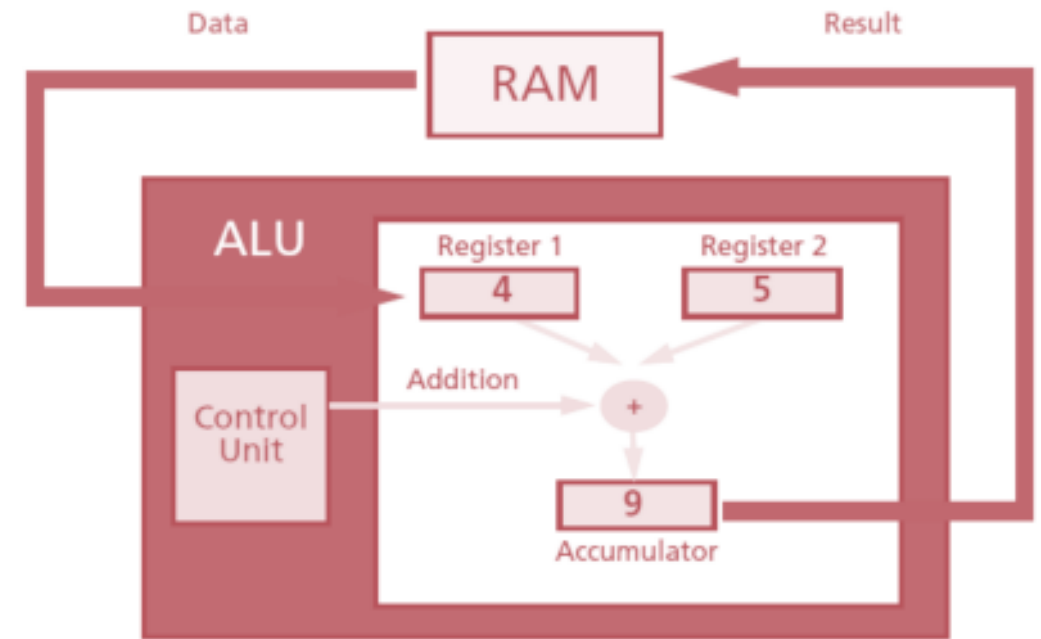 Data
Result
RAM
ALU
Register 1
Register 2
4
5
Addition
+
Control
Unit
9
Accumulator